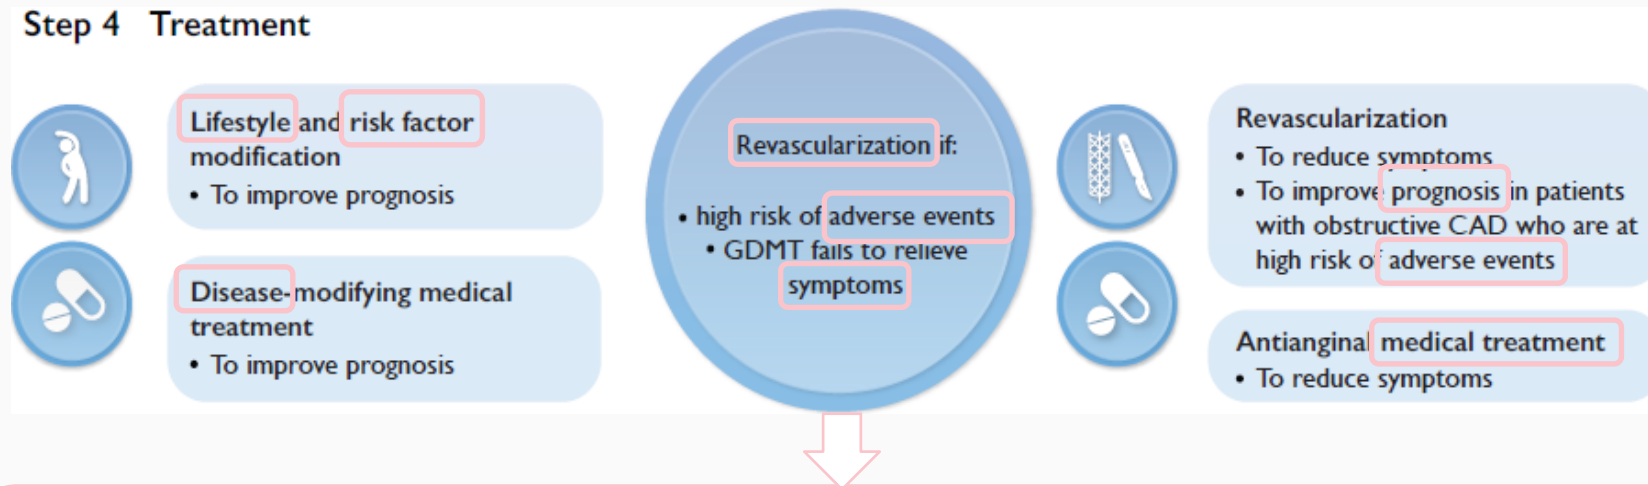 Step 4 Treatment
Lifestyle and risk factor
modification
• To improve prognosis
Disease-modifying medical
treatment
• To improve prognosis
Revascularization if:
• high risk of adverse events
• GDMT fails to relieve
symptoms
Revascularization
• To reduce symptoms
• To improve prognosis in patients
with obstructive CAD who are at
high risk of adverse events
Antianginal medical treatment
• To reduce symptoms